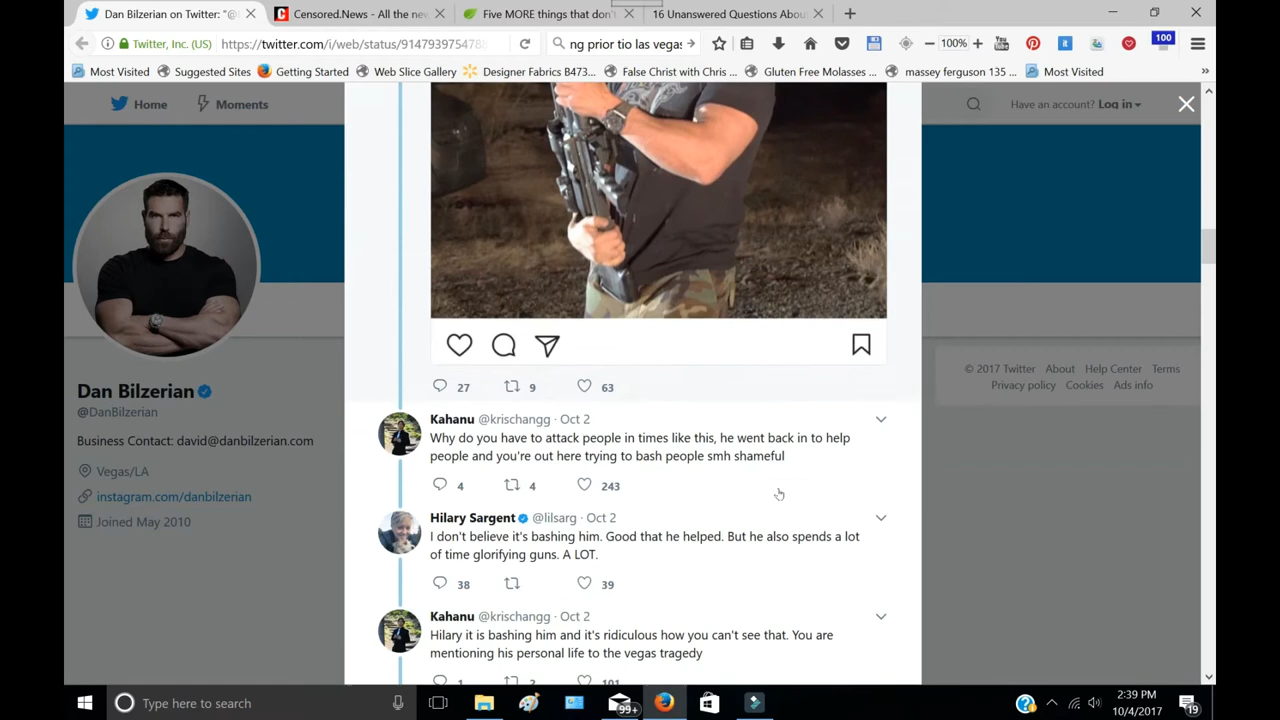 Dan Bilzerian on Twitter: "@
Censored.News - All the new
Five MORE things that don'
16 Unanswered Questions Abou
Twitter, Inc. (US)
https://twitter.com/i/web/status/9147939754788
ng prior tio las vegas
100%
You Tube
100
Most Visited
Suggested Sites
Getting Started
Web Slice Gallery
Designer Fabrics B473...
False Christ with Chris ...
Gluten Free Molasses ...
massey ferguson 135 ...
Most Visited
Home
Moments
Have an account? Log in
Dan Bilzerian
@DanBilzerian
Business Contact: david@danbilzerian.com
Vegas/LA
instagram.com/danbilzerian
Joined May 2010
27 9 63
Kahanu @krischangg · Oct 2
Why do you have to attack people in times like this, he went back in to help
people and you're out here trying to bash people smh shameful
4 4 243
Hilary Sargent @lilsarg · Oct 2
I don't believe it's bashing him. Good that he helped. But he also spends a lot
of time glorifying guns. A LOT.
38 39
Kahanu @krischangg · Oct 2
Hilary it is bashing him and it's ridiculous how you can't see that. You are
mentioning his personal life to the vegas tragedy
1 2 101
© 2017 Twitter About Help Center Terms
Privacy policy Cookies Ads info
Type here to search
99+
2:39 PM
10/4/2017
19